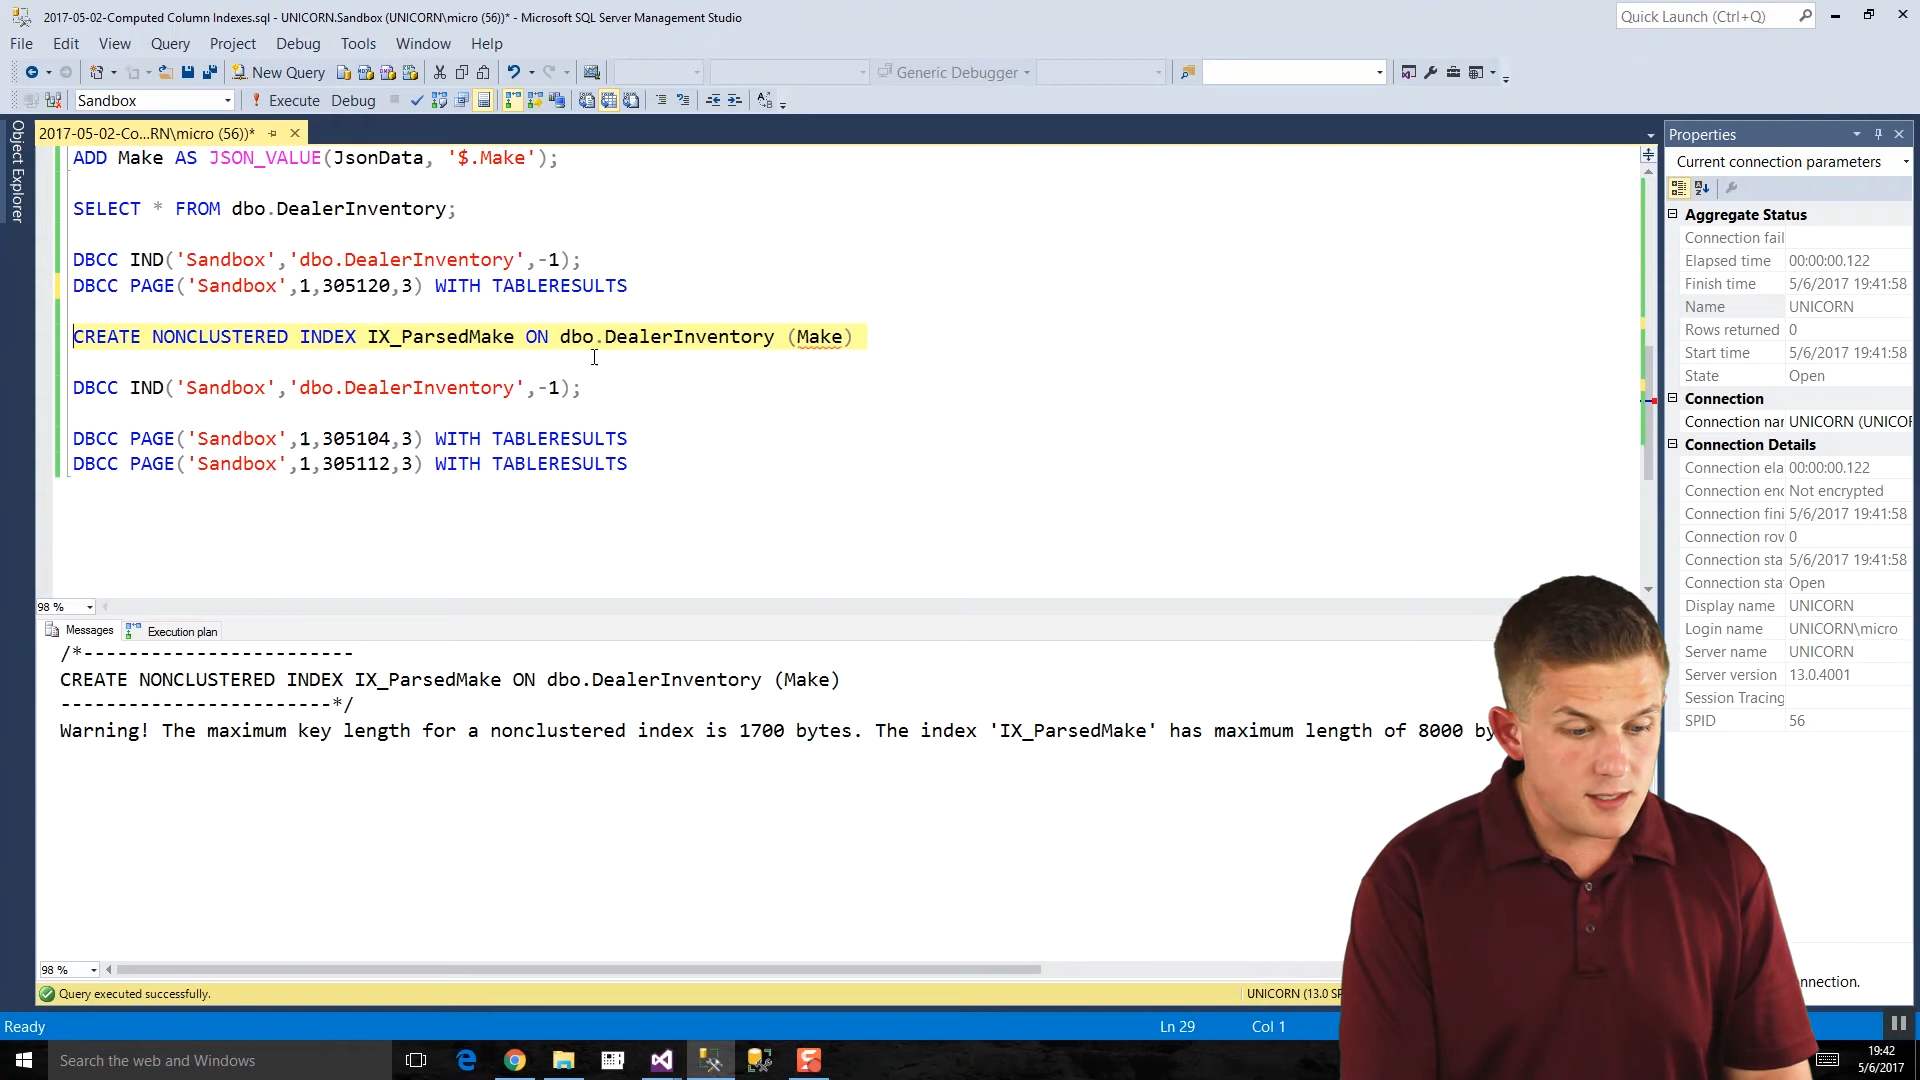 2017-05-02-Computed Column Indexes.sql - UNICORN.Sandbox (UNICORN\micro (56))* - Microsoft SQL Server Management Studio
Quick Launch (Ctrl+Q)
File Edit View Query Project Debug Tools Window Help
New Query
Generic Debugger
Sandbox
Execute Debug
Object Explorer
2017-05-02-Co...RN\micro (56))*
ADD Make AS JSON_VALUE(JsonData, '$.Make');
SELECT * FROM dbo.DealerInventory;
DBCC IND('Sandbox','dbo.DealerInventory',-1);
DBCC PAGE('Sandbox',1,305120,3) WITH TABLERESULTS
CREATE NONCLUSTERED INDEX IX_ParsedMake ON dbo.DealerInventory (Make)
DBCC IND('Sandbox','dbo.DealerInventory',-1);
DBCC PAGE('Sandbox',1,305104,3) WITH TABLERESULTS
DBCC PAGE('Sandbox',1,305112,3) WITH TABLERESULTS
98 %
Messages Execution plan
/*------------------------
CREATE NONCLUSTERED INDEX IX_ParsedMake ON dbo.DealerInventory (Make)
------------------------*/
Warning! The maximum key length for a nonclustered index is 1700 bytes. The index 'IX_ParsedMake' has maximum length of 8000 by
98 %
Query executed successfully.
UNICORN (13.0 SP
Properties
Current connection parameters
Aggregate Status
Connection fail
Elapsed time 00:00:00.122
Finish time 5/6/2017 19:41:58
Name UNICORN
Rows returned 0
Start time 5/6/2017 19:41:58
State Open
Connection
Connection nar UNICORN (UNICOF
Connection Details
Connection ela 00:00:00.122
Connection enc Not encrypted
Connection fini 5/6/2017 19:41:58
Connection rov 0
Connection sta 5/6/2017 19:41:58
Connection sta Open
Display name UNICORN
Login name UNICORN\micro
Server name UNICORN
Server version 13.0.4001
Session Tracing
SPID 56
nnection.
Ready
Ln 29
Col 1
Search the web and Windows
19:42
5/6/2017